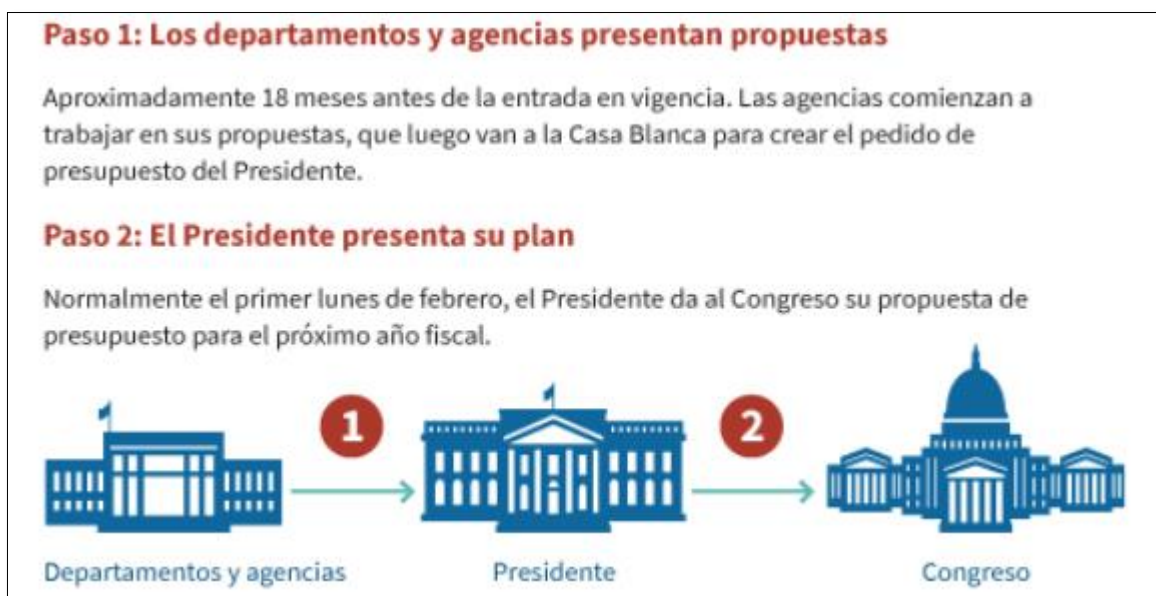 Paso 1: Los departamentos y agencias presentan propuestas
Aproximadamente 18 meses antes de la entrada en vigencia. Las agencias comienzan a
trabajar en sus propuestas, que luego van a la Casa Blanca para crear el pedido de
presupuesto del Presidente.
Paso 2: El Presidente presenta su plan
Normalmente el primer lunes de febrero, el Presidente da al Congreso su propuesta de
presupuesto para el próximo año fiscal.
1
2
Departamentos y agencias
Presidente
Congreso